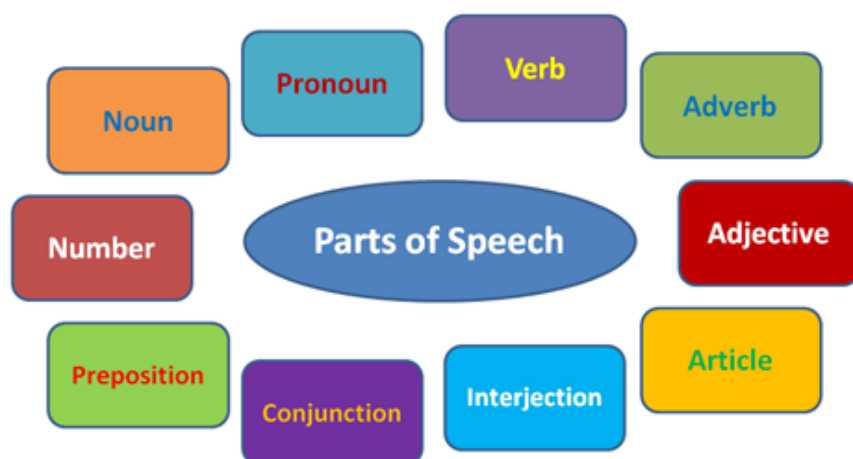 Noun
Pronoun
Verb
Adverb
Number
Parts of Speech
Adjective
Preposition
Conjunction
Interjection
Article